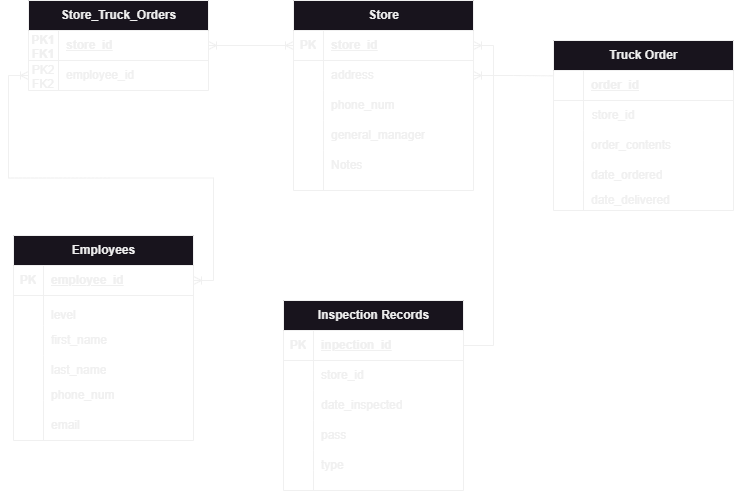 Store_Truck_Orders
PK1
FK1
store_id
PK2
FK2
employee_id
Store
PK
store_id
address
phone_num
general_manager
Notes
Truck Order
order_id
store_id
order_contents
date_ordered
date_delivered
Employees
PK
employee_id
level
first_name
last_name
phone_num
email
Inspection Records
PK
inpection_id
store_id
date_inspected
pass
type